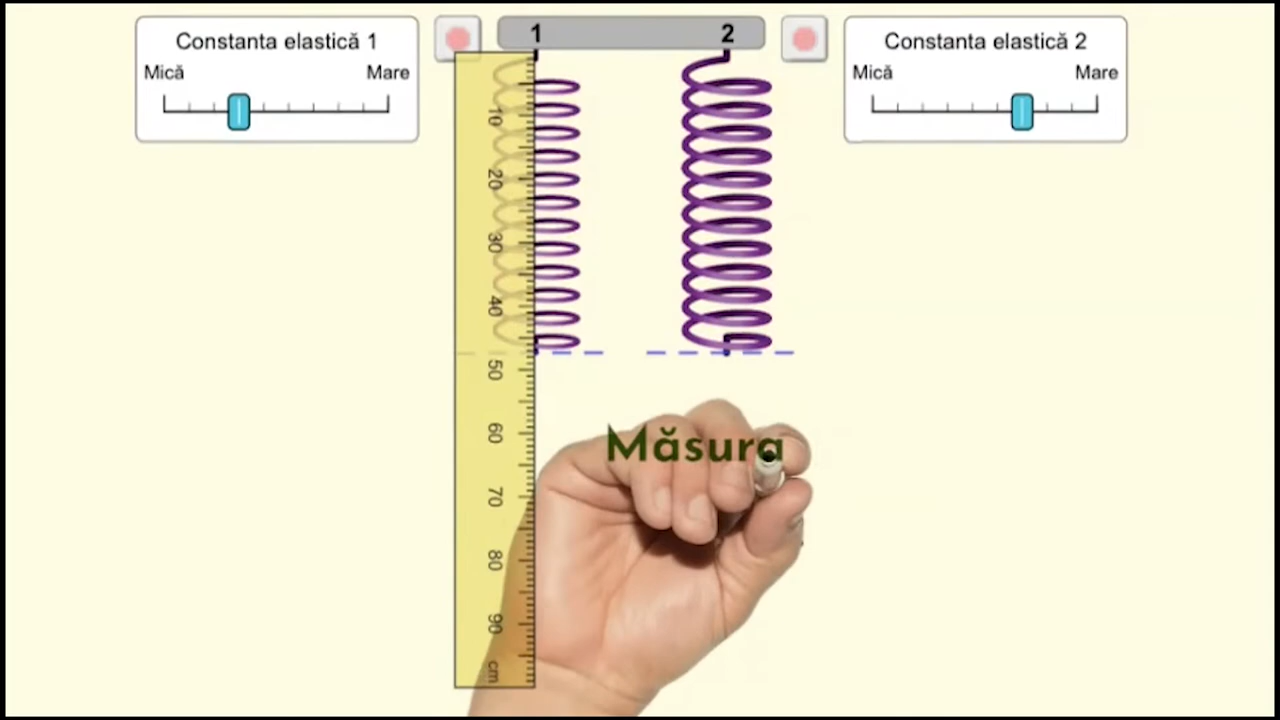 Constanta elastică 1
Mică Mare
1 2
Constanta elastică 2
Mică Mare
10
20
30
40
50
60
70
80
90
cm
Măsura